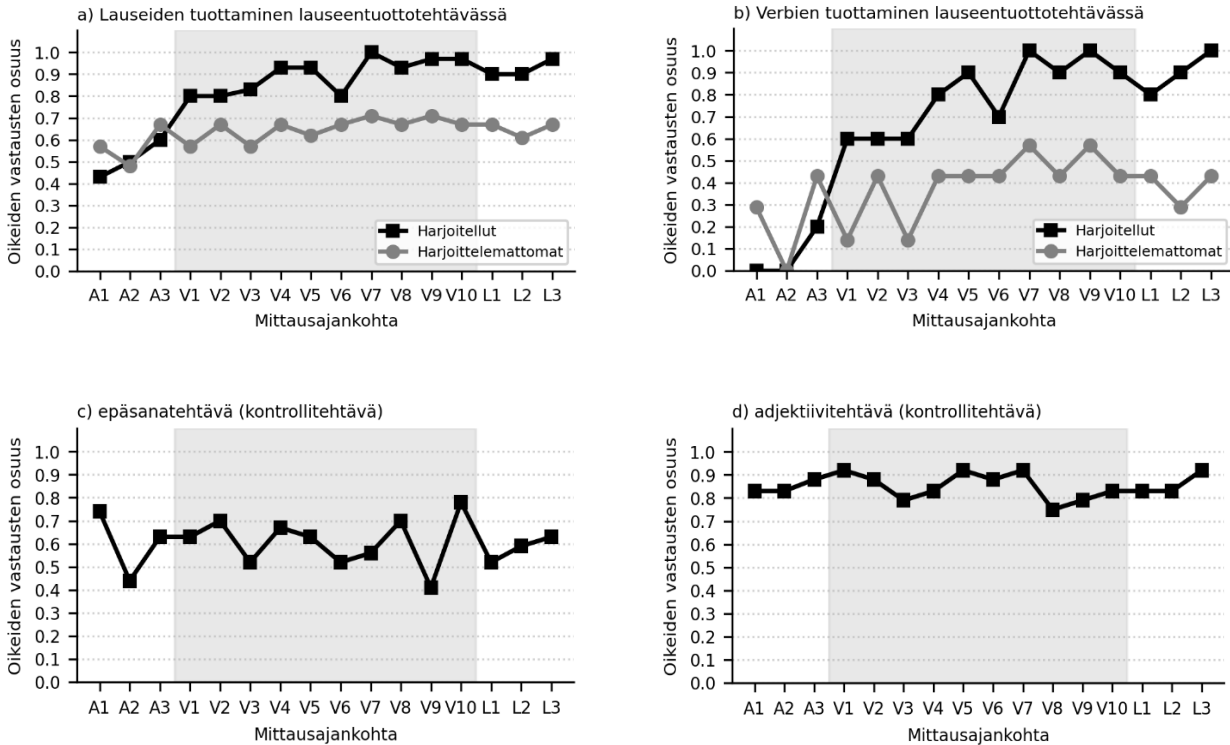 a) Lauseiden tuottaminen lauseentuottotehtävässä
Oikeiden vastausten osuus
1.0
0.9
0.8
0.7
0.6
0.5
0.4
0.3
0.2
0.1
0.0
Harjoitellut
Harjoittelemattomat
A1 A2 A3 V1 V2 V3 V4 V5 V6 V7 V8 V9 V10 L1 L2 L3
Mittausajankohta
b) Verbien tuottaminen lauseentuottotehtävässä
Oikeiden vastausten osuus
1.0
0.9
0.8
0.7
0.6
0.5
0.4
0.3
0.2
0.1
0.0
Harjoitellut
Harjoittelemattomat
A1 A2 A3 V1 V2 V3 V4 V5 V6 V7 V8 V9 V10 L1 L2 L3
Mittausajankohta
c) epäsanatehtävä (kontrollitehtävä)
Oikeiden vastausten osuus
1.0
0.9
0.8
0.7
0.6
0.5
0.4
0.3
0.2
0.1
0.0
A1 A2 A3 V1 V2 V3 V4 V5 V6 V7 V8 V9 V10 L1 L2 L3
Mittausajankohta
d) adjektiivitehtävä (kontrollitehtävä)
Oikeiden vastausten osuus
1.0
0.9
0.8
0.7
0.6
0.5
0.4
0.3
0.2
0.1
0.0
A1 A2 A3 V1 V2 V3 V4 V5 V6 V7 V8 V9 V10 L1 L2 L3
Mittausajankohta